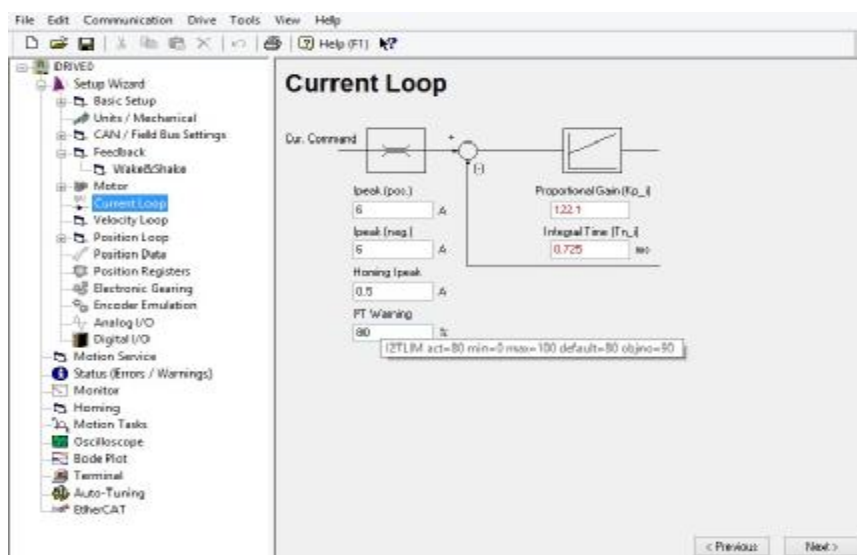 File Edit Communication Drive Tools View Help
Help (F1)
DRIVE0
Setup Wizard
Basic Setup
Units / Mechanical
CAN / Field Bus Settings
Feedback
Wake&Shake
Motor
Current Loop
Velocity Loop
Position Loop
Position Data
Position Registers
Electronic Gearing
Encoder Emulation
Analog I/O
Digital I/O
Motion Service
Status (Errors / Warnings)
Monitor
Homing
Motion Tasks
Oscilloscope
Bode Plot
Terminal
Auto-Tuning
EtherCAT
Current Loop
Cur. Command
+
(-)
Ipeak (pos.)
6 A
Ipeak (neg.)
6 A
Homing Ipeak
0.5 A
I²T Warning
80 %
I2TLIM act=80 min=0 max=100 default=80 objno=90
Proportional Gain (Kp_i)
122.1
Integral Time (Tn_i)
0.725 ms
< Previous Next >